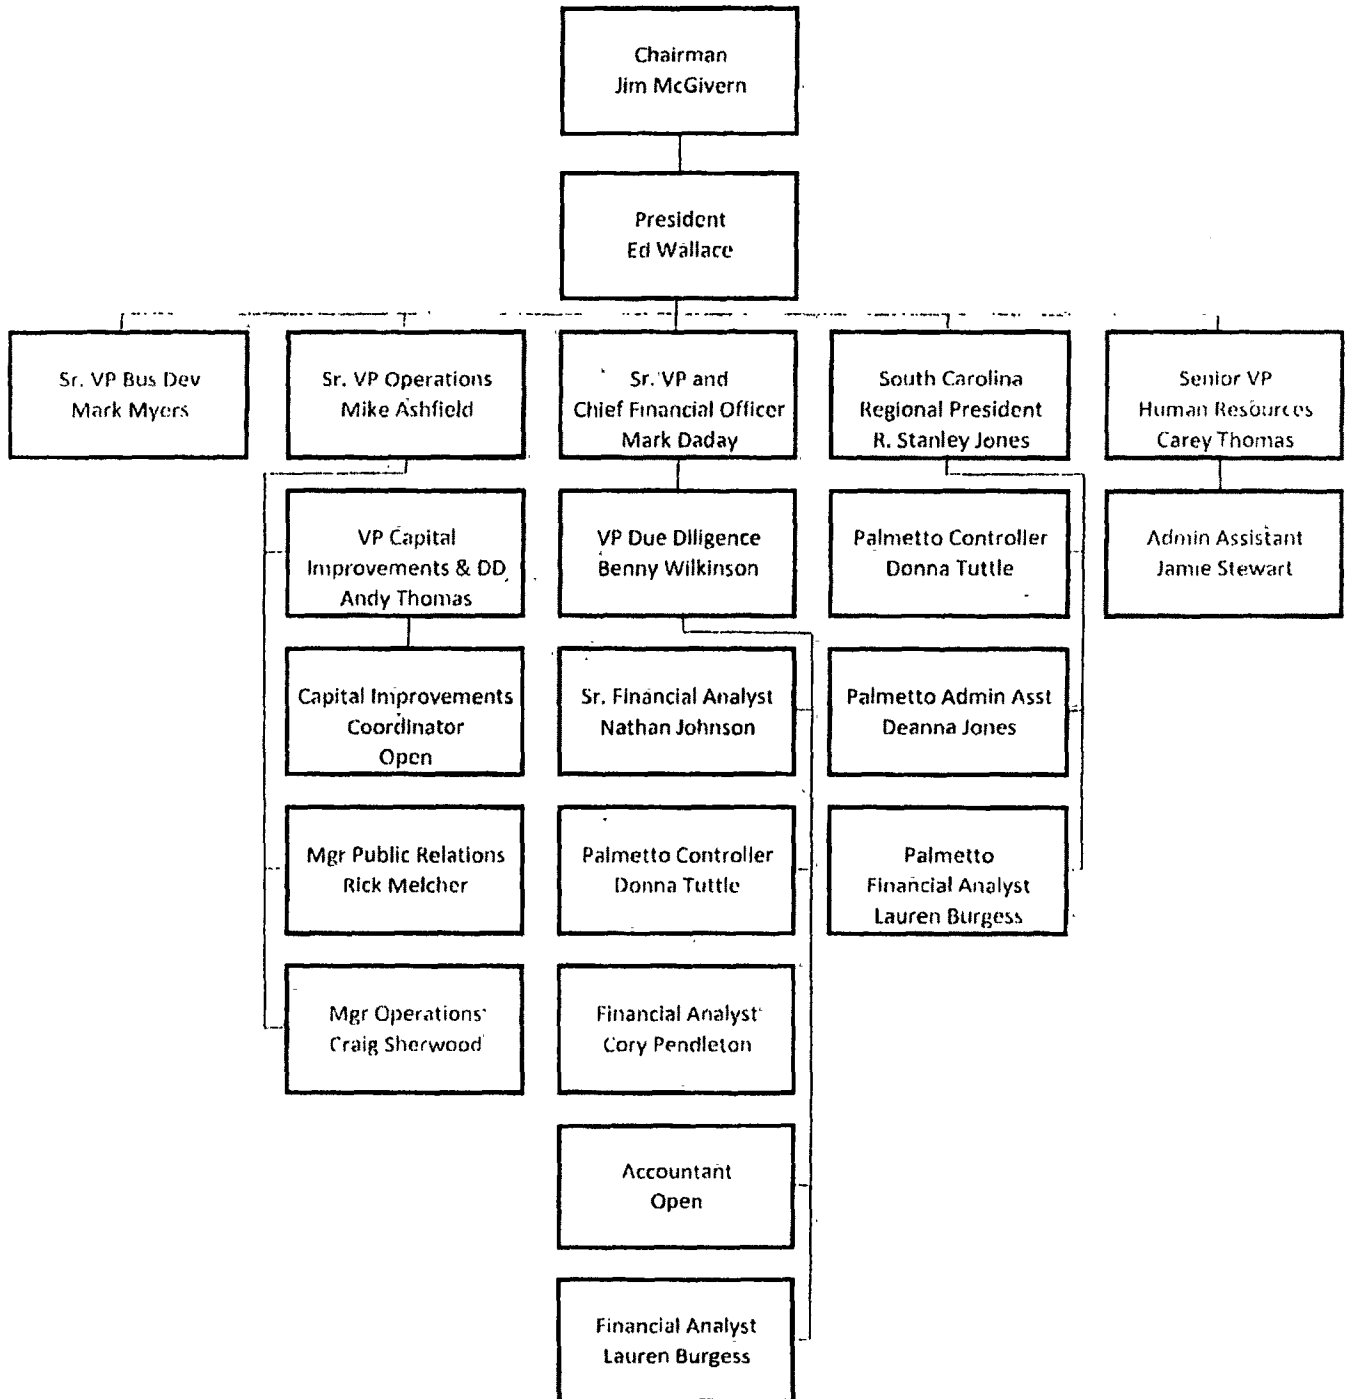 Chairman
Jim McGivern
President
Ed Wallace
Sr. VP Bus Dev
Mark Myers
Sr. VP Operations
Mike Ashfield
Sr. VP and
Chief Financial Officer
Mark Daday
South Carolina
Regional President
R. Stanley Jones
Senior VP
Human Resources
Carey Thomas
VP Capital
Improvements & DD
Andy Thomas
VP Due Diligence
Benny Wilkinson
Palmetto Controller
Donna Tuttle
Admin Assistant
Jamie Stewart
Capital Improvements
Coordinator
Open
Sr. Financial Analyst
Nathan Johnson
Palmetto Admin Asst
Deanna Jones
Mgr Public Relations
Rick Melcher
Palmetto Controller
Donna Tuttle
Palmetto
Financial Analyst
Lauren Burgess
Mgr Operations
Craig Sherwood
Financial Analyst
Cory Pendleton
Accountant
Open
Financial Analyst
Lauren Burgess